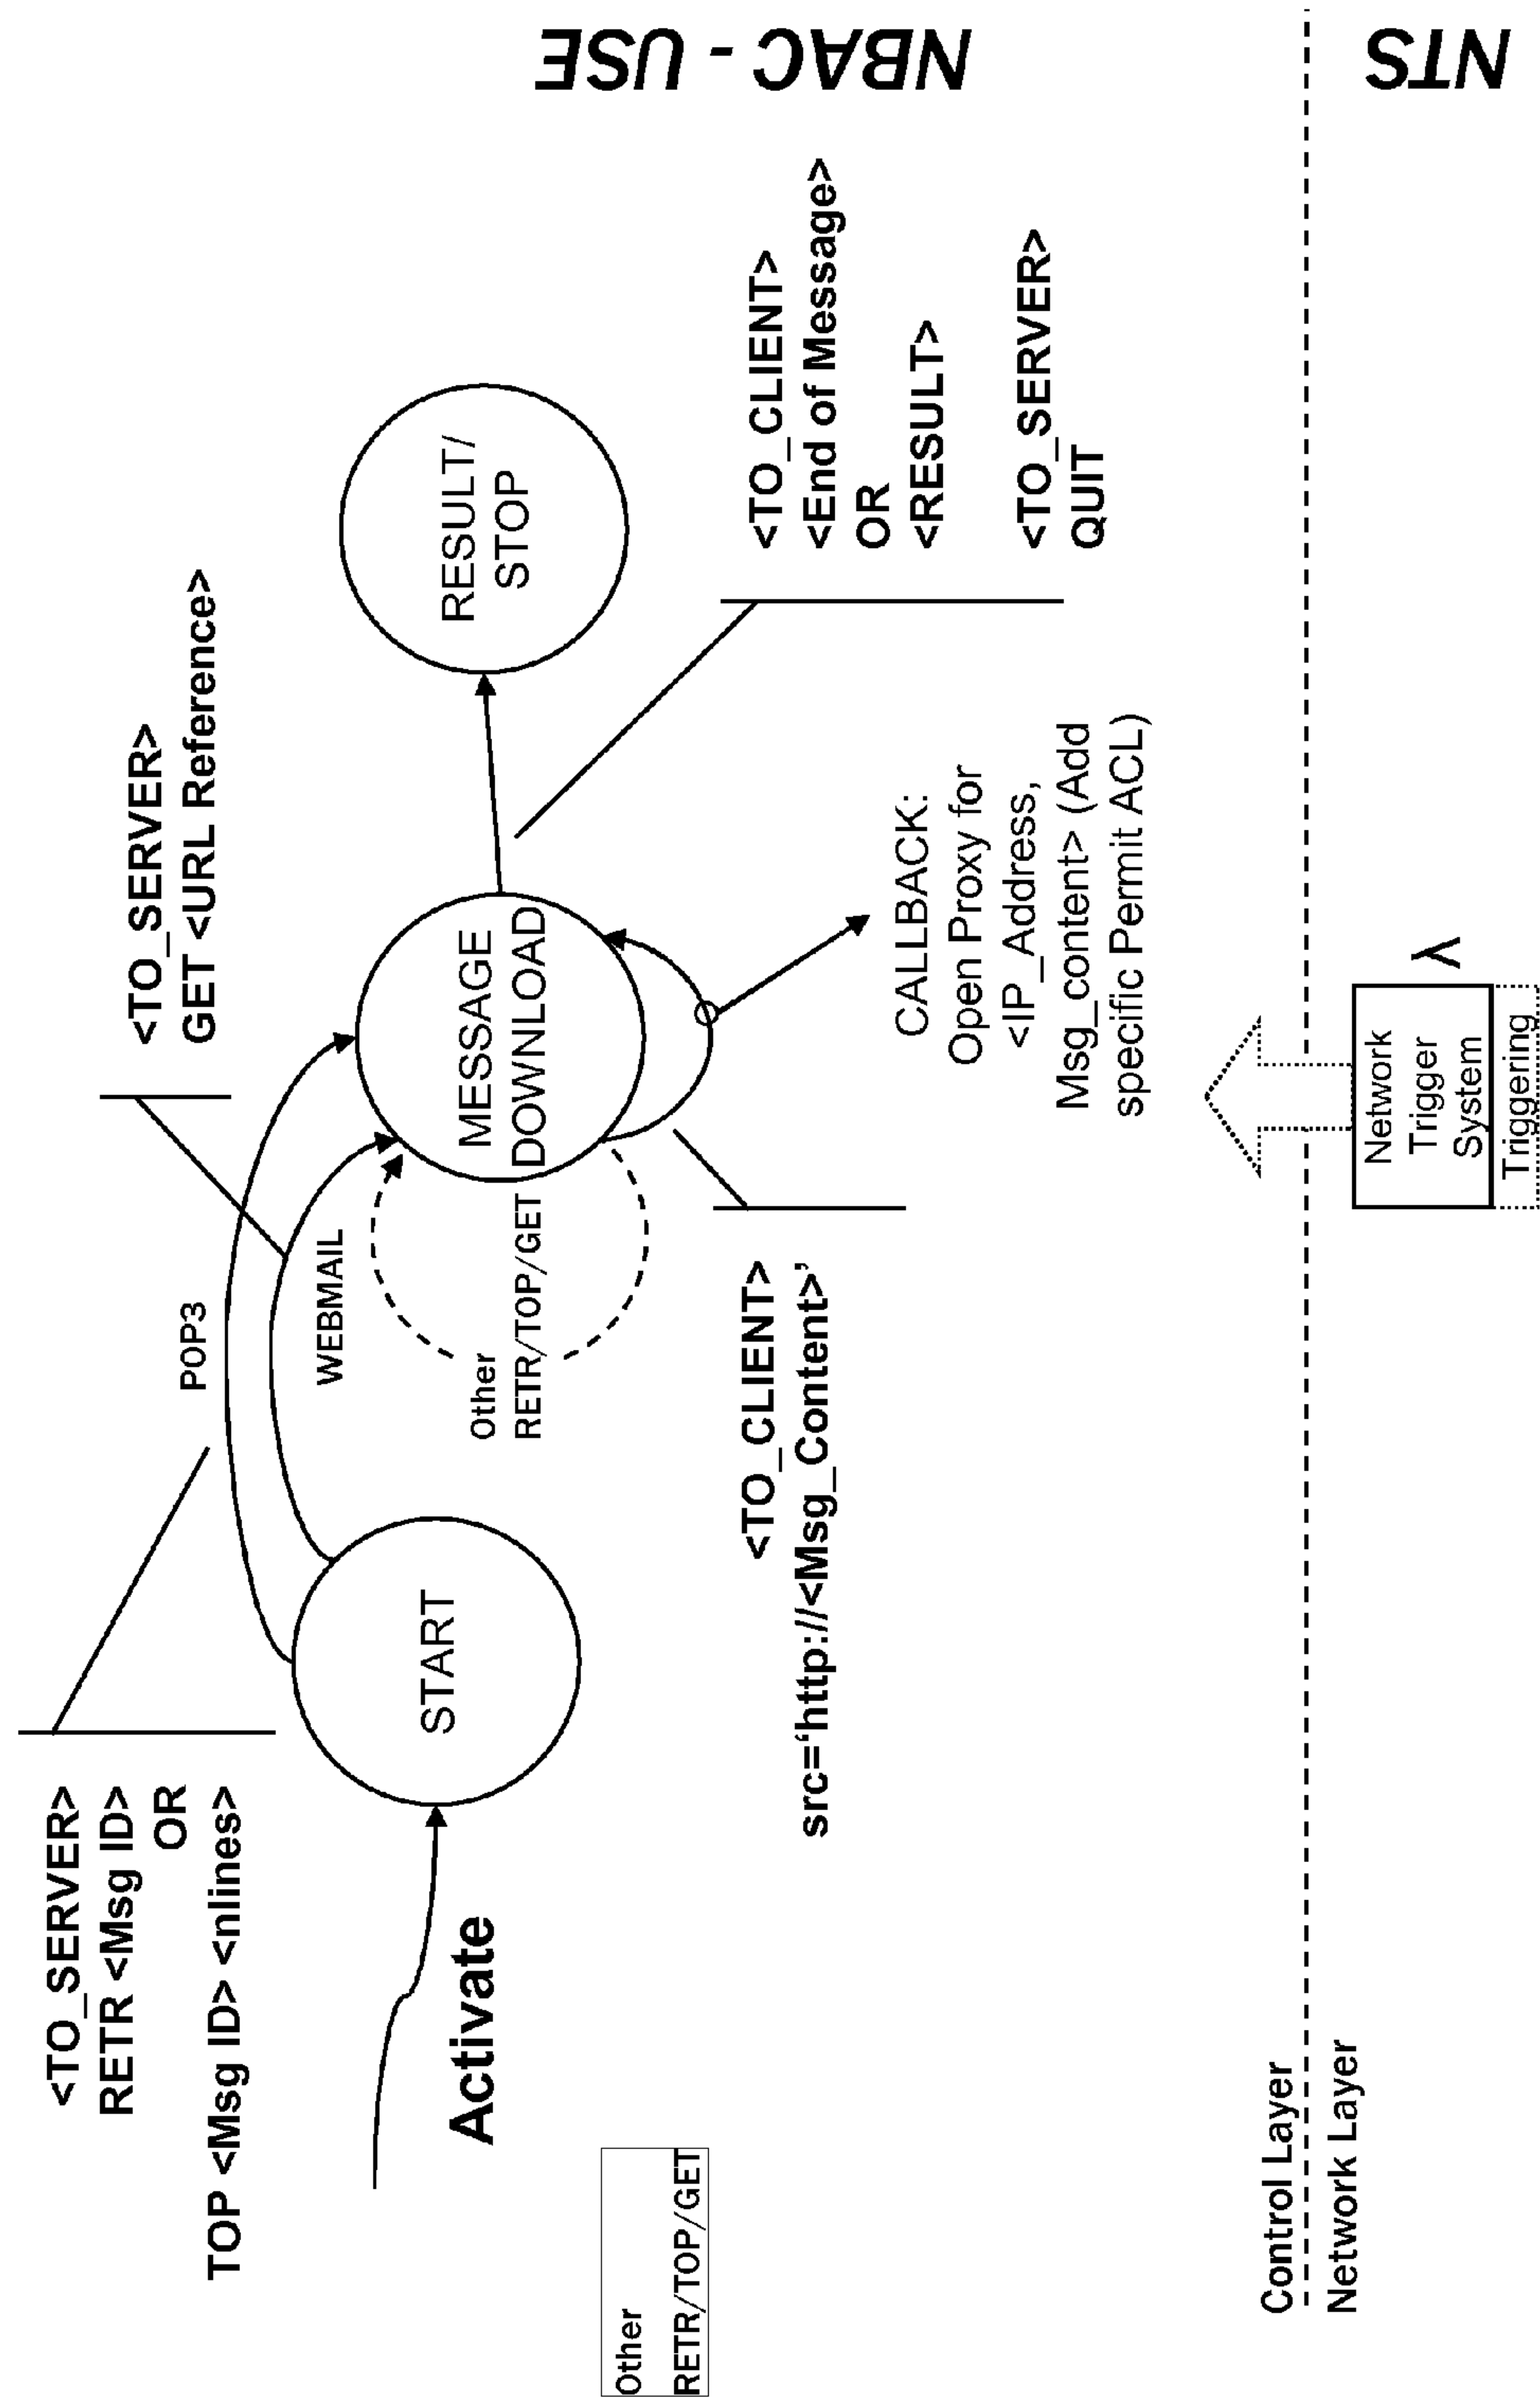 <TO_SERVER>
RETR <Msg ID>
OR
TOP <Msg ID> <nlines>
<TO_SERVER>
GET <URL Reference>
POP3
WEBMAIL
Activate
START
Other
RETR/TOP/GET
MESSAGE
DOWNLOAD
RESULT/
STOP
Other
RETR/TOP/GET
<TO_CLIENT>
src=‘http://<Msg_Content>’
CALLBACK:
Open Proxy for
<IP_Address,
Msg_content> (Add
specific Permit ACL)
<TO_CLIENT>
<End of Message>
OR
<RESULT>
<TO_SERVER>
QUIT
NBAC - USE
Control Layer
Network Layer
Network
Trigger
System
Triggering
NTS